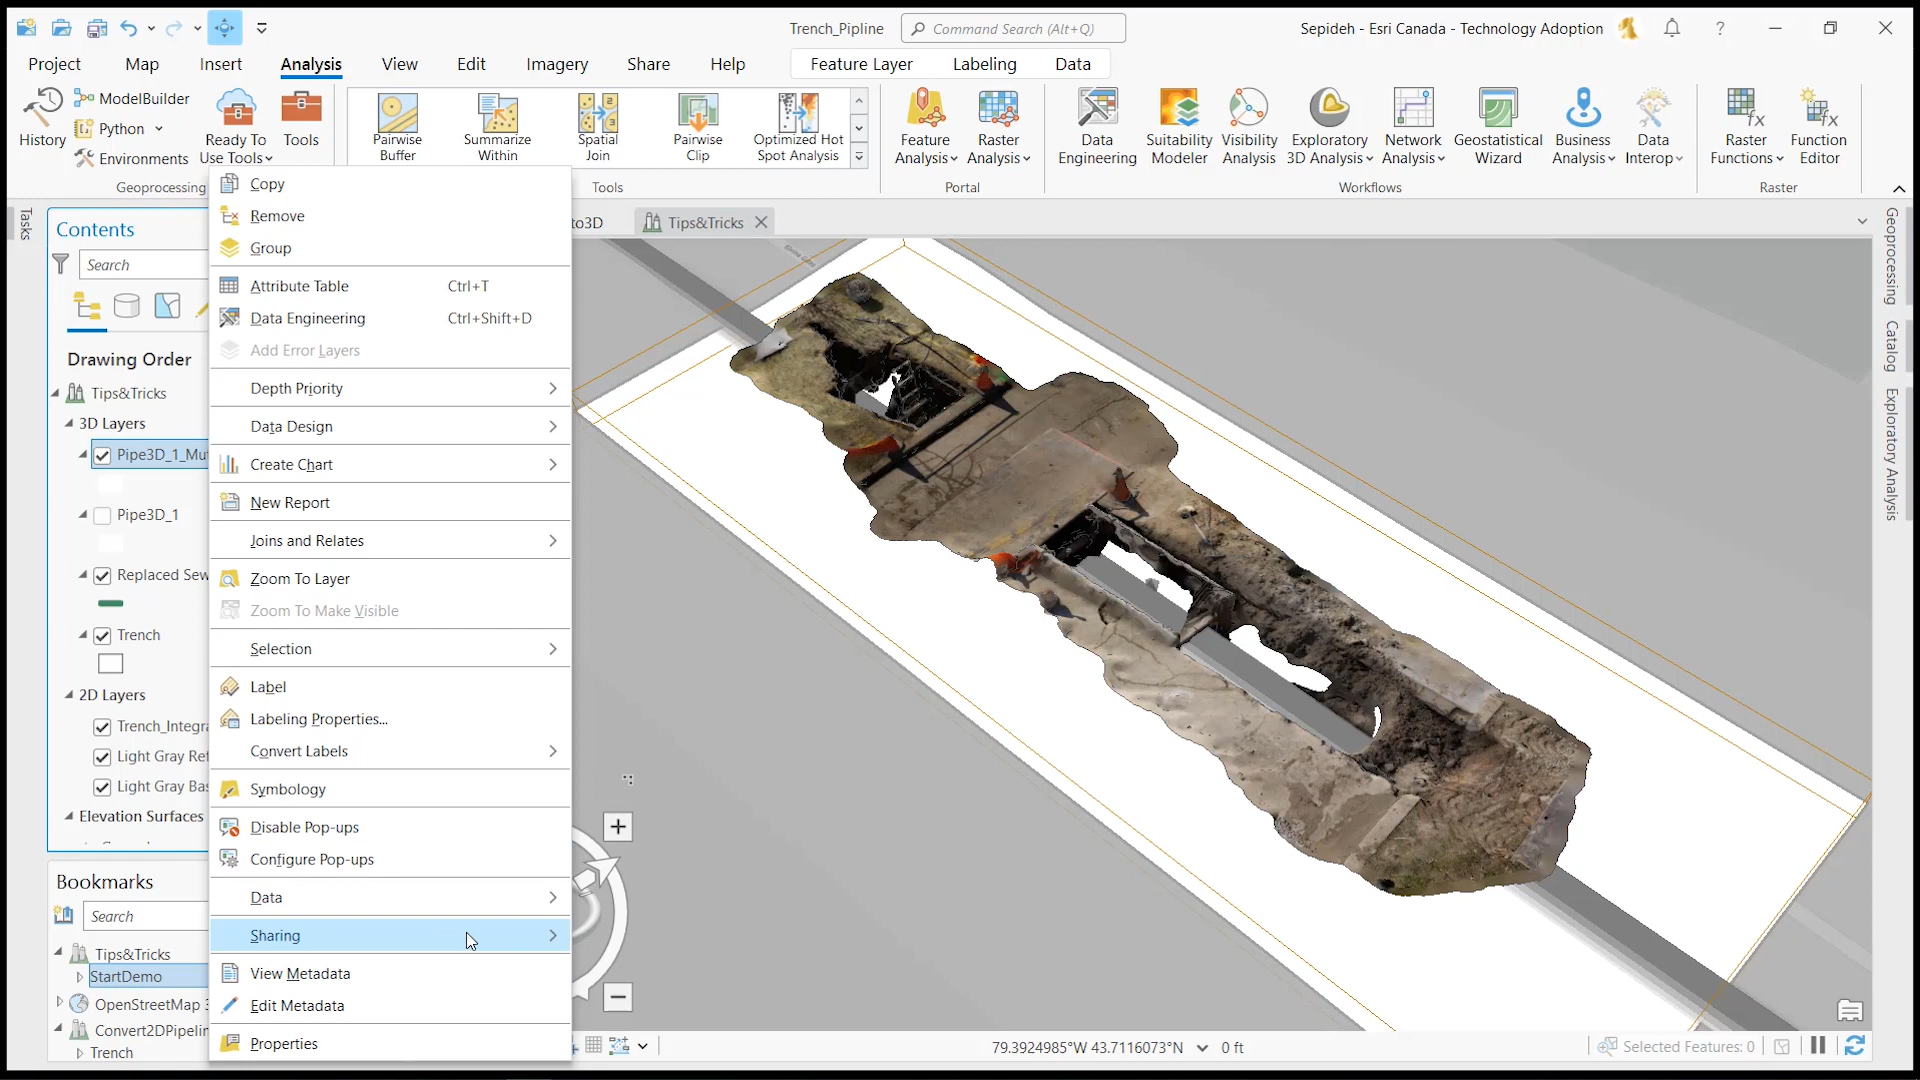 Trench_Pipline
Command Search (Alt+Q)
Sepideh - Esri Canada - Technology Adoption
Project
Map
Insert
Analysis
View
Edit
Imagery
Share
Help
Feature Layer
Labeling
Data
History
ModelBuilder
Python
Environments
Ready To
Use Tools
Tools
Pairwise
Buffer
Summarize
Within
Spatial
Join
Pairwise
Clip
Optimized Hot
Spot Analysis
Feature
Analysis
Raster
Analysis
Data
Engineering
Suitability
Modeler
Visibility
Analysis
Exploratory
3D Analysis
Network
Analysis
Geostatistical
Wizard
Business
Analysis
Data
Interop
Raster
Functions
Function
Editor
Geoprocessing
Tools
Portal
Workflows
Raster
Tasks
Contents
Search
Drawing Order
Tips&Tricks
3D Layers
Pipe3D_1_Mu
Pipe3D_1
Replaced Sew
Trench
2D Layers
Trench_Integra
Light Gray Ref
Light Gray Bas
Elevation Surfaces
Bookmarks
Search
Tips&Tricks
StartDemo
OpenStreetMap 3
Convert2DPipelin
Trench
Copy
Remove
Group
Attribute Table Ctrl+T
Data Engineering Ctrl+Shift+D
Add Error Layers
Depth Priority
Data Design
Create Chart
New Report
Joins and Relates
Zoom To Layer
Zoom To Make Visible
Selection
Label
Labeling Properties...
Convert Labels
Symbology
Disable Pop-ups
Configure Pop-ups
Data
Sharing
View Metadata
Edit Metadata
Properties
to3D
Tips&Tricks
79.3924985°W 43.7116073°N
0 ft
Selected Features: 0
Geoprocessing
Catalog
Exploratory Analysis